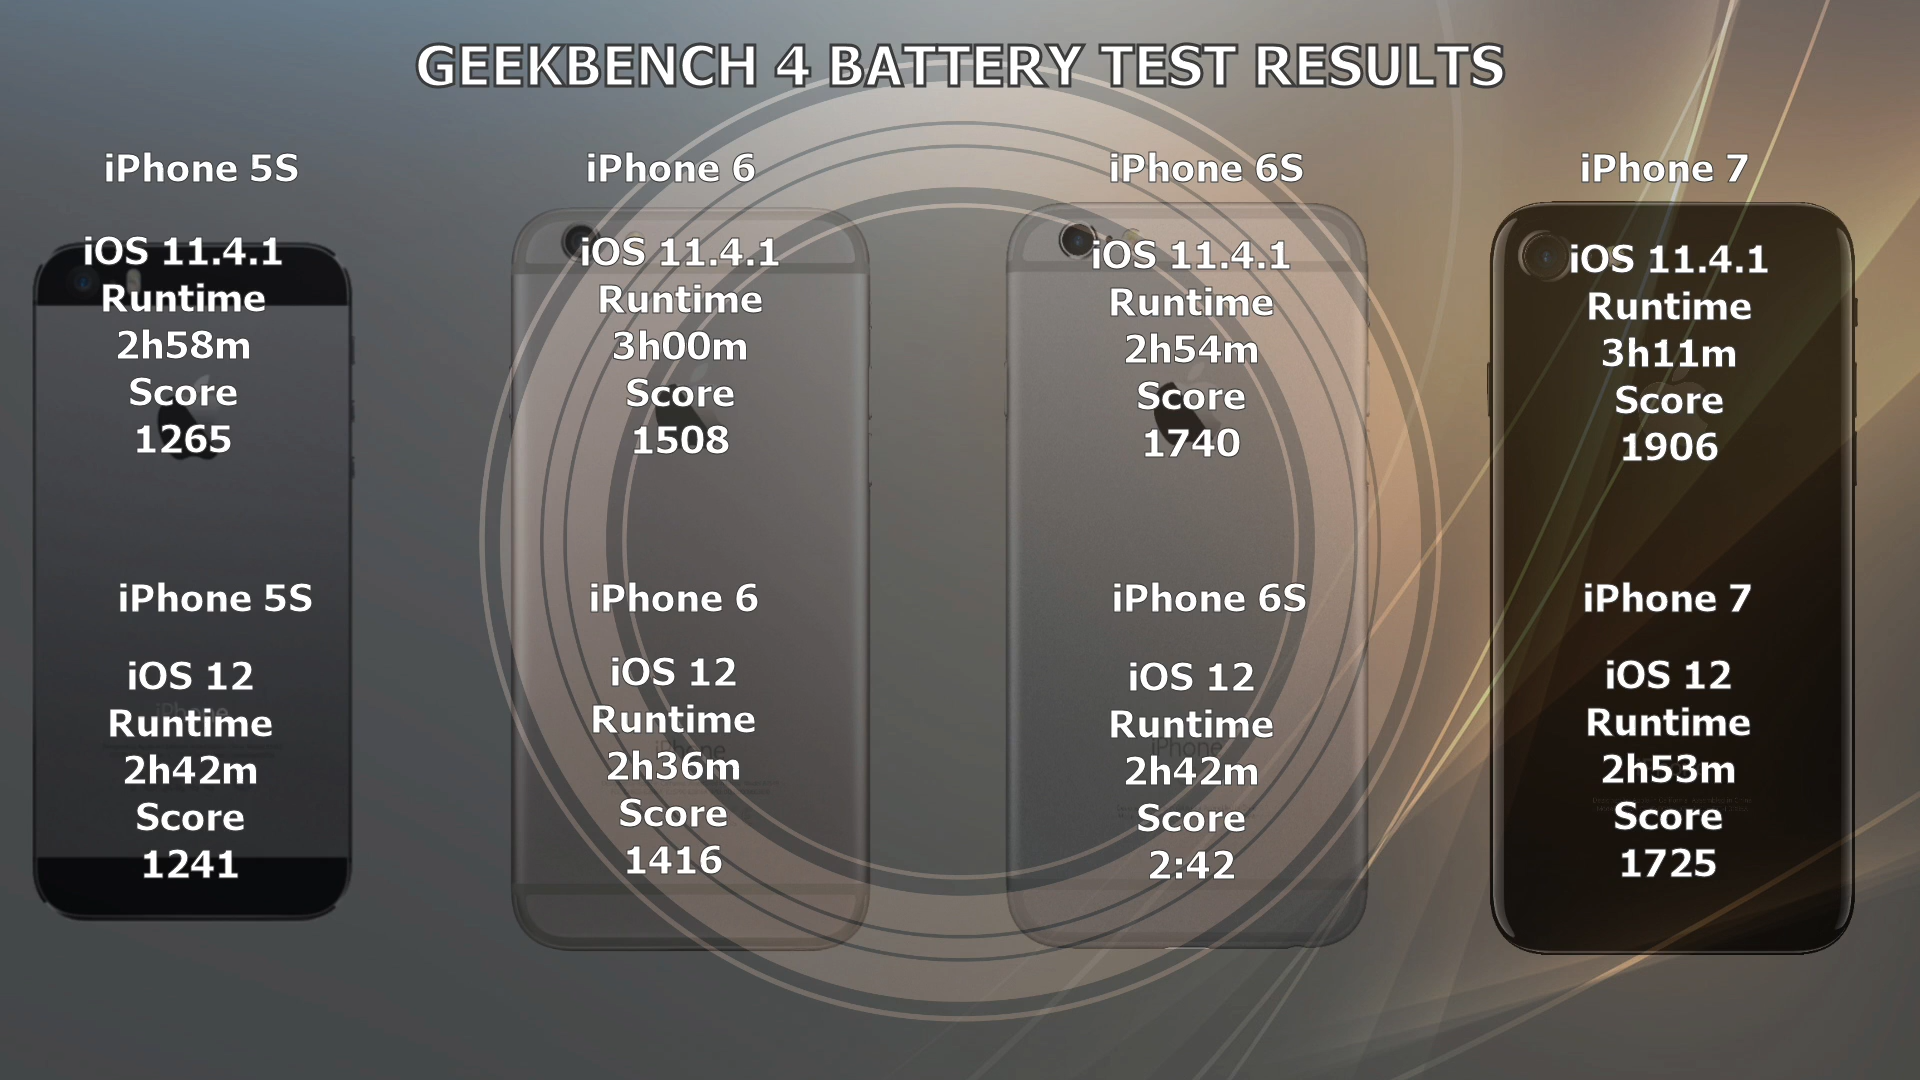 GEEKBENCH 4 BATTERY TEST RESULTS
iPhone 5S
iOS 11.4.1
Runtime
2h58m
Score
1265
iPhone 6
iOS 11.4.1
Runtime
3h00m
Score
1508
iPhone 6S
iOS 11.4.1
Runtime
2h54m
Score
1740
iPhone 7
iOS 11.4.1
Runtime
3h11m
Score
1906
iPhone 5S
iOS 12
Runtime
2h42m
Score
1241
iPhone 6
iOS 12
Runtime
2h36m
Score
1416
iPhone 6S
iOS 12
Runtime
2h42m
Score
2:42
iPhone 7
iOS 12
Runtime
2h53m
Score
1725
iPhone
iPhone
iPhone